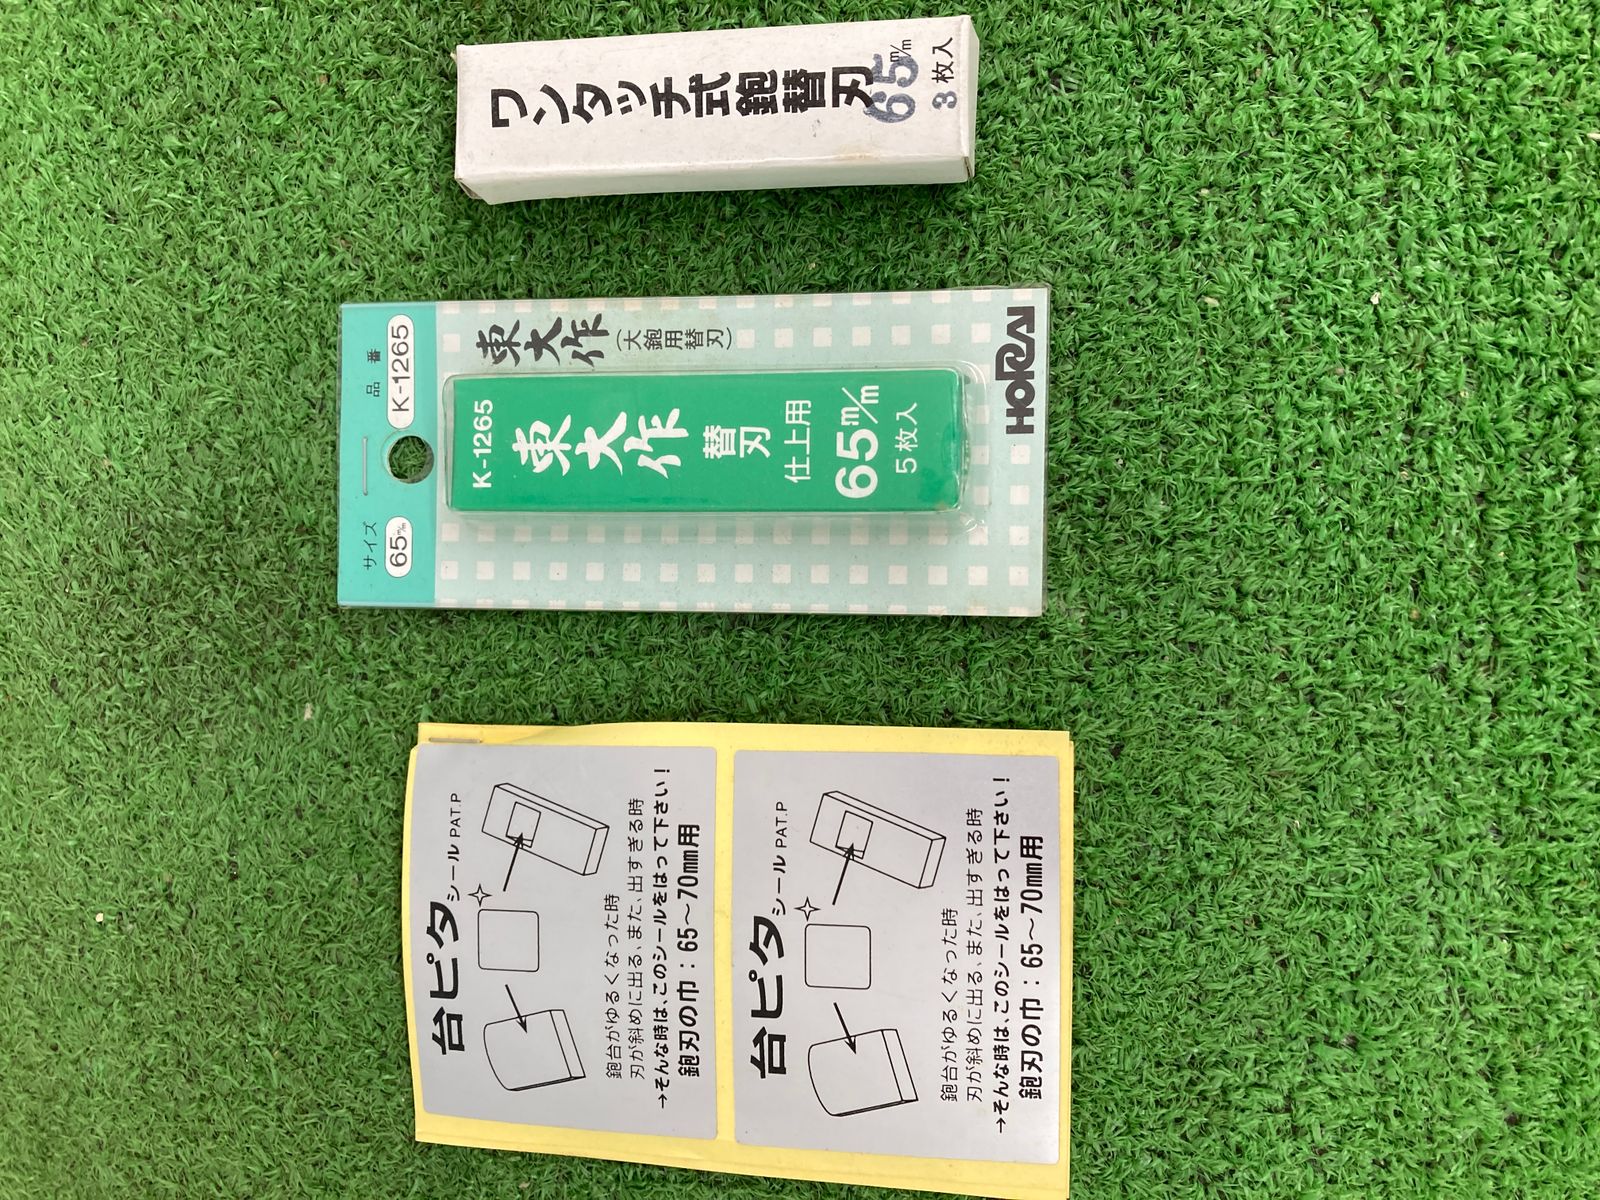 ワンタッチ式鉋替刃
65m/m
3枚入
サイズ
65m/m
品番
K-1265
東大作
(大鉋用替刃)
K-1265
東大作
替刃
仕上用
65m/m
5枚入
HORAI
台ピタシール PAT.P
鉋台がゆるくなった時
刃が斜めに出る、また、出すぎる時
→そんな時は、このシールをはって下さい!
鉋刃の巾:65~70mm用
台ピタシール PAT.P
鉋台がゆるくなった時
刃が斜めに出る、また、出すぎる時
→そんな時は、このシールをはって下さい!
鉋刃の巾:65~70mm用